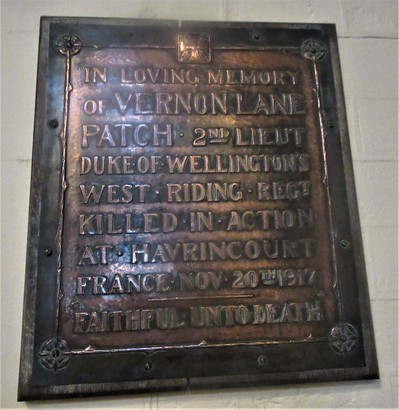 IN LOVING MEMORY
OF VERNON LANE
PATCH · 2ND LIEUT
DUKE OF WELLINGTON'S
WEST · RIDING · REGT
KILLED · IN · ACTION
AT · HAVRINCOURT
FRANCE · NOV · 20TH 1917
"FAITHFUL · UNTO DEATH"